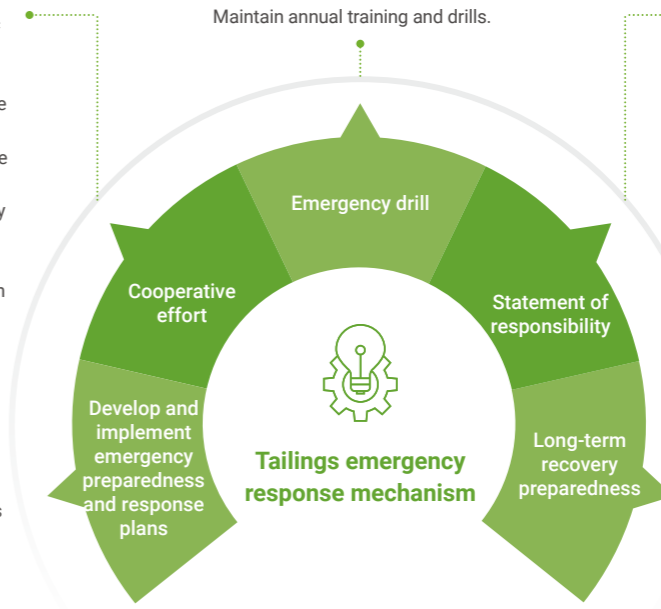 Maintain annual training and drills.
Emergency drill
Cooperative
effort
Statement of
responsibility
Develop and
implement
emergency
preparedness
and response
plans
Long-term
recovery
preparedness
Tailings emergency
response mechanism